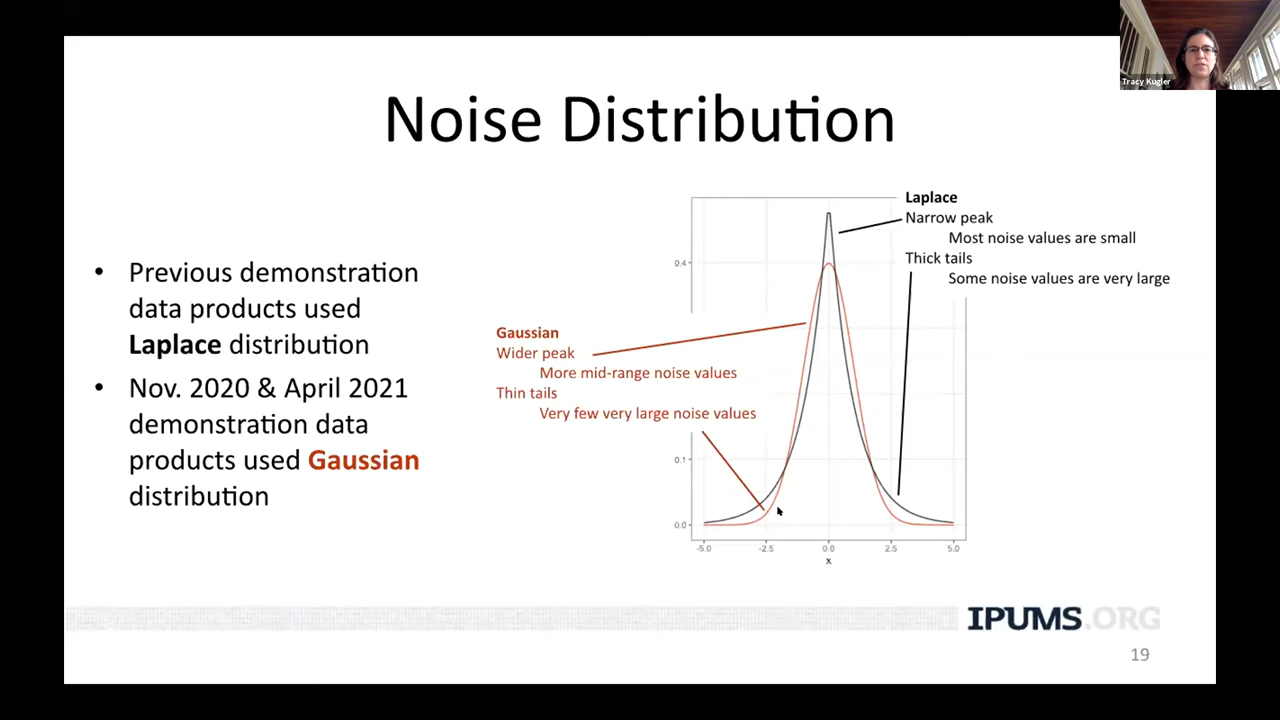 Tracy Kugler
Noise Distribution
• Previous demonstration
data products used
Laplace distribution
• Nov. 2020 & April 2021
demonstration data
products used Gaussian
distribution
Gaussian
Wider peak
More mid-range noise values
Thin tails
Very few very large noise values
Laplace
Narrow peak
Most noise values are small
Thick tails
Some noise values are very large
0.4
0.1
0.0
-5.0 -2.5 0.0 2.5 5.0
x
IPUMS.ORG
19